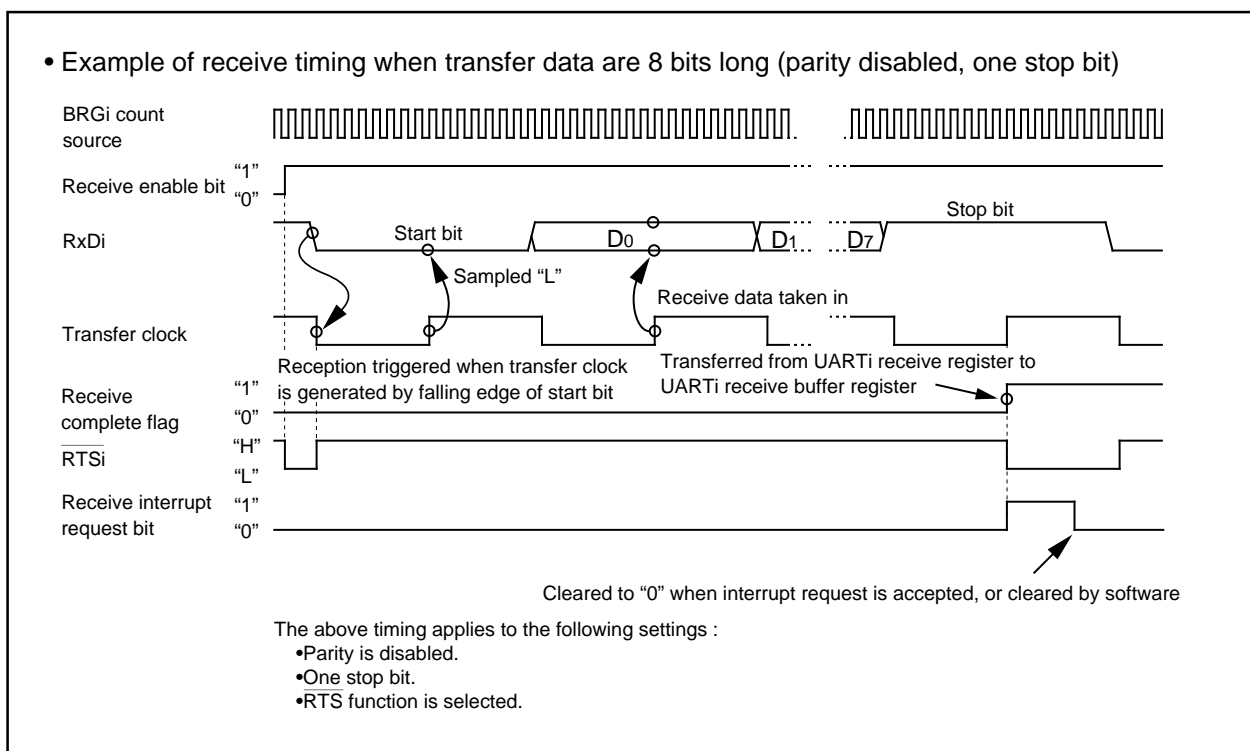 • Example of receive timing when transfer data are 8 bits long (parity disabled, one stop bit)
BRGi count
source
Receive enable bit
“1”
“0”
RxDi
Start bit
D0
D1
D7
Stop bit
Sampled “L”
Receive data taken in
Transfer clock
Reception triggered when transfer clock
is generated by falling edge of start bit
Transferred from UARTi receive register to
UARTi receive buffer register
Receive
complete flag
“1”
“0”
RTSi
“H”
“L”
Receive interrupt
request bit
“1”
“0”
Cleared to “0” when interrupt request is accepted, or cleared by software
The above timing applies to the following settings :
•Parity is disabled.
•One stop bit.
•RTS function is selected.